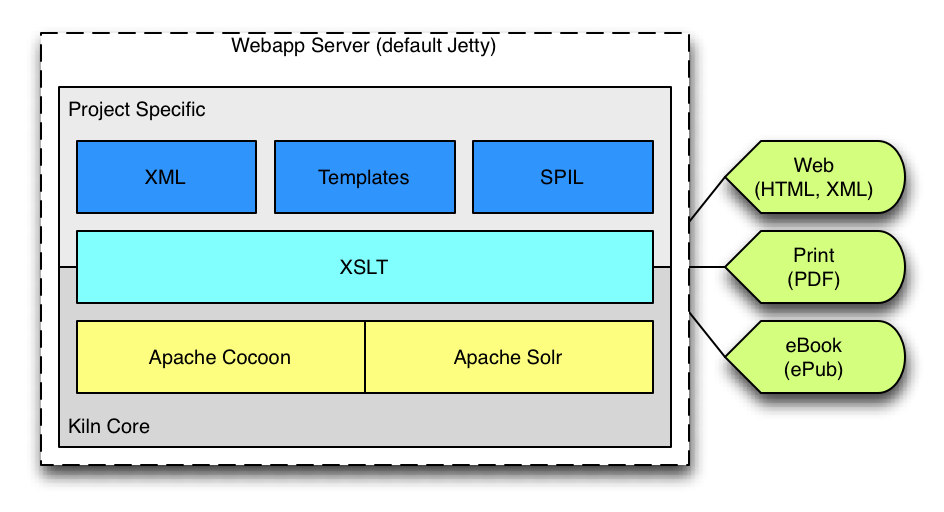 Webapp Server (default Jetty)
Project Specific
XML
Templates
SPIL
XSLT
Apache Cocoon
Apache Solr
Kiln Core
Web
(HTML, XML)
Print
(PDF)
eBook
(ePub)